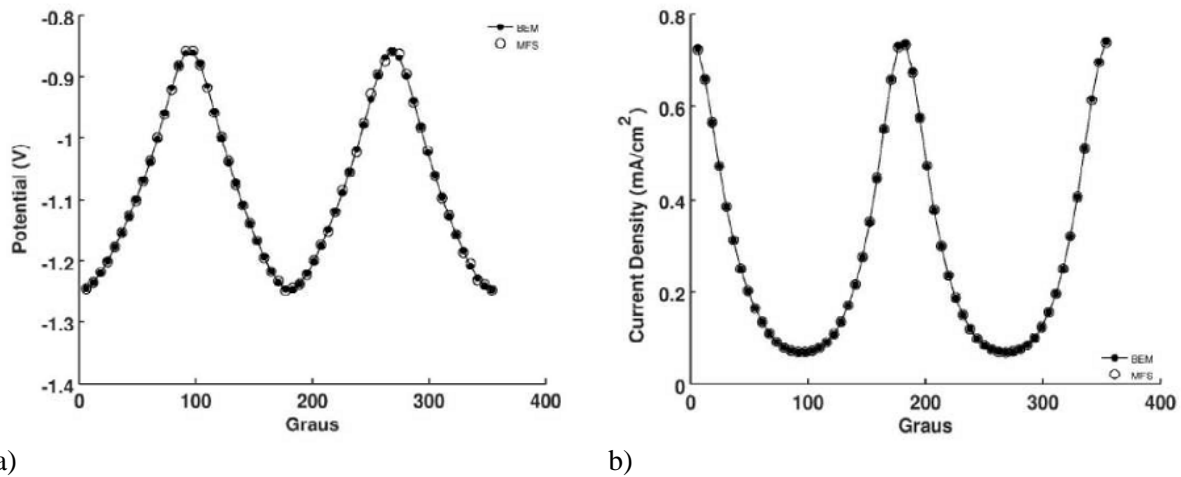 -0.8
-0.9
-1
-1.1
-1.2
-1.3
-1.4
Potential (V)
0 100 200 300 400
Graus
BEM
MFS
a)
0.8
0.6
0.4
0.2
0
Current Density (mA/cm²)
0 100 200 300 400
Graus
BEM
MFS
b)